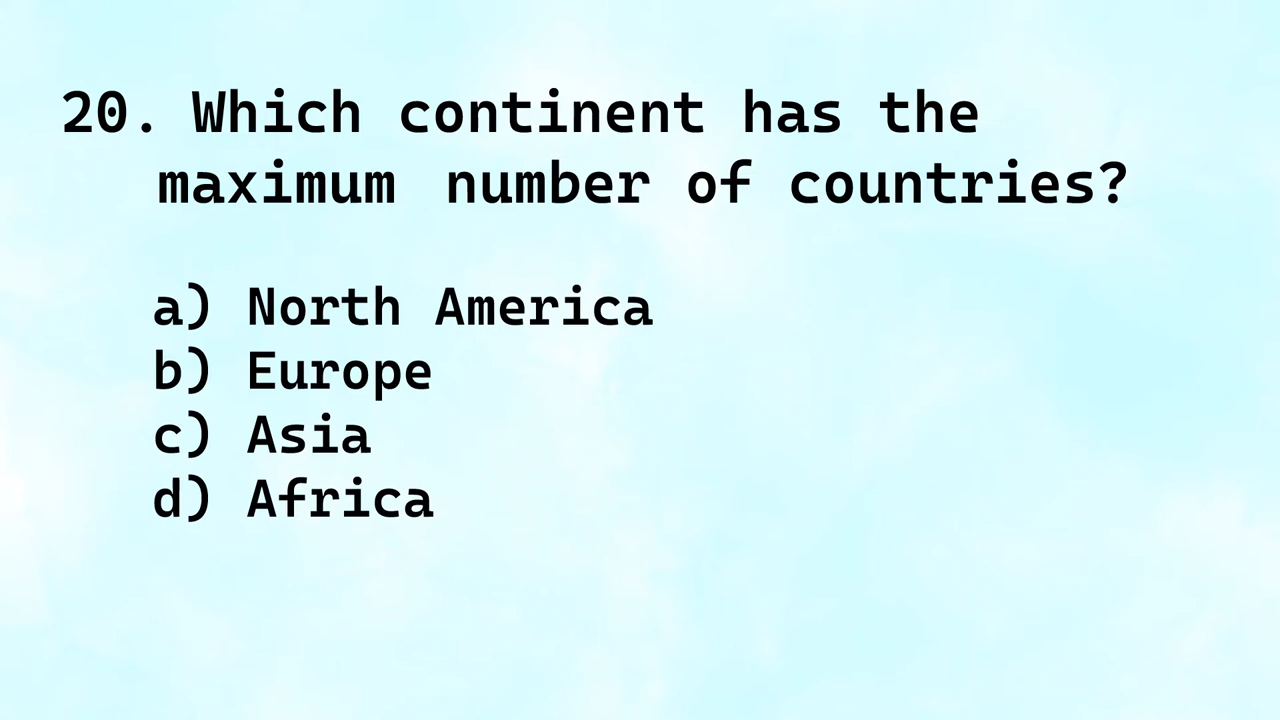 20. Which continent has the
maximum number of countries?
a) North America
b) Europe
c) Asia
d) Africa